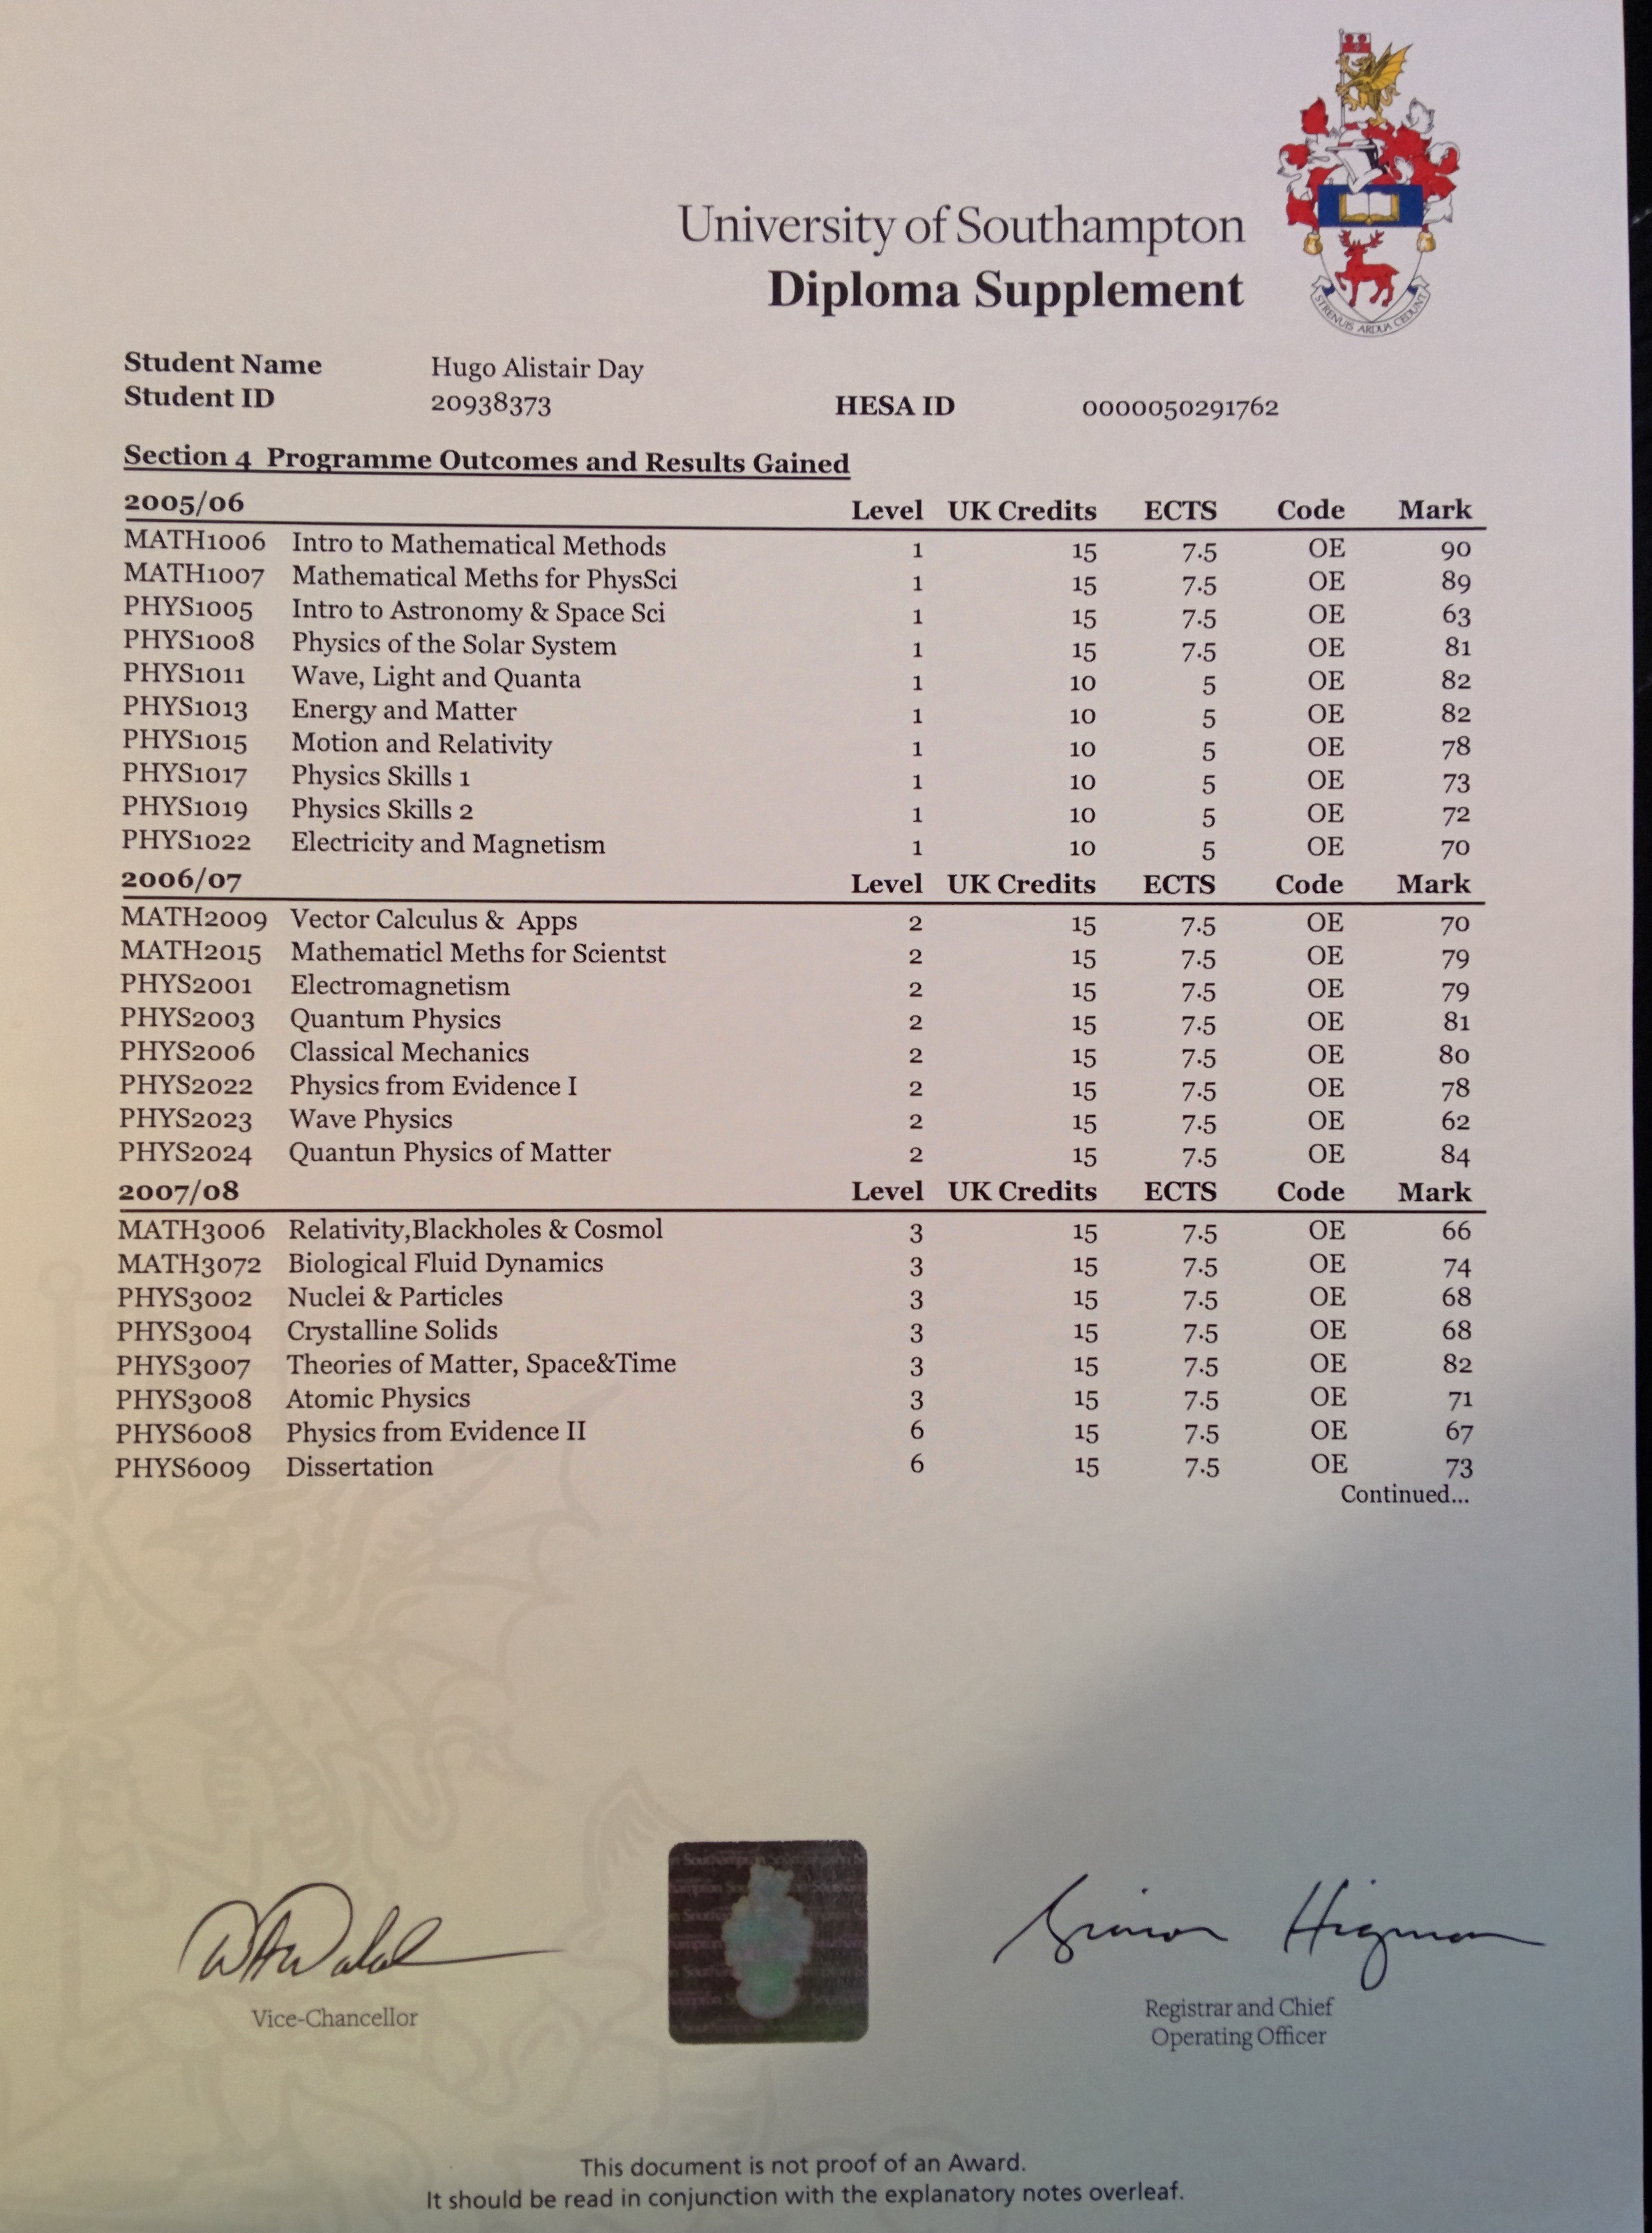 University of Southampton
Diploma Supplement
STRENUIS ARDUA CEDUNT
Student Name Hugo Alistair Day
Student ID 20938373 HESA ID 0000050291762
Section 4 Programme Outcomes and Results Gained
2005/06 Level UK Credits ECTS Code Mark
MATH1006 Intro to Mathematical Methods 1 15 7.5 OE 90
MATH1007 Mathematical Meths for PhysSci 1 15 7.5 OE 89
PHYS1005 Intro to Astronomy & Space Sci 1 15 7.5 OE 63
PHYS1008 Physics of the Solar System 1 15 7.5 OE 81
PHYS1011 Wave, Light and Quanta 1 10 5 OE 82
PHYS1013 Energy and Matter 1 10 5 OE 82
PHYS1015 Motion and Relativity 1 10 5 OE 78
PHYS1017 Physics Skills 1 1 10 5 OE 73
PHYS1019 Physics Skills 2 1 10 5 OE 72
PHYS1022 Electricity and Magnetism 1 10 5 OE 70
2006/07 Level UK Credits ECTS Code Mark
MATH2009 Vector Calculus & Apps 2 15 7.5 OE 70
MATH2015 Mathematicl Meths for Scientst 2 15 7.5 OE 79
PHYS2001 Electromagnetism 2 15 7.5 OE 79
PHYS2003 Quantum Physics 2 15 7.5 OE 81
PHYS2006 Classical Mechanics 2 15 7.5 OE 80
PHYS2022 Physics from Evidence I 2 15 7.5 OE 78
PHYS2023 Wave Physics 2 15 7.5 OE 62
PHYS2024 Quantun Physics of Matter 2 15 7.5 OE 84
2007/08 Level UK Credits ECTS Code Mark
MATH3006 Relativity,Blackholes & Cosmol 3 15 7.5 OE 66
MATH3072 Biological Fluid Dynamics 3 15 7.5 OE 74
PHYS3002 Nuclei & Particles 3 15 7.5 OE 68
PHYS3004 Crystalline Solids 3 15 7.5 OE 68
PHYS3007 Theories of Matter, Space&Time 3 15 7.5 OE 82
PHYS3008 Atomic Physics 3 15 7.5 OE 71
PHYS6008 Physics from Evidence II 6 15 7.5 OE 67
PHYS6009 Dissertation 6 15 7.5 OE 73
Continued...
Simon Higman
Vice-Chancellor
Registrar and Chief
Operating Officer
This document is not proof of an Award.
It should be read in conjunction with the explanatory notes overleaf.